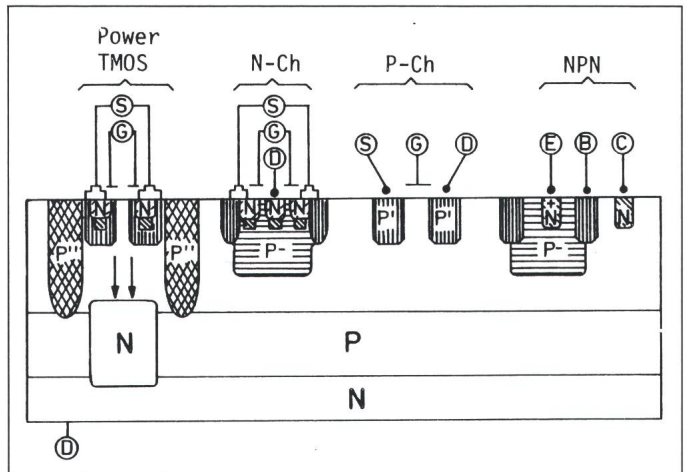 Power
TMOS N-Ch P-Ch NPN
S S
G G S G D E B C
D
N N N N N P' P' + N N
P'' P'' P- P-
N P
N
D